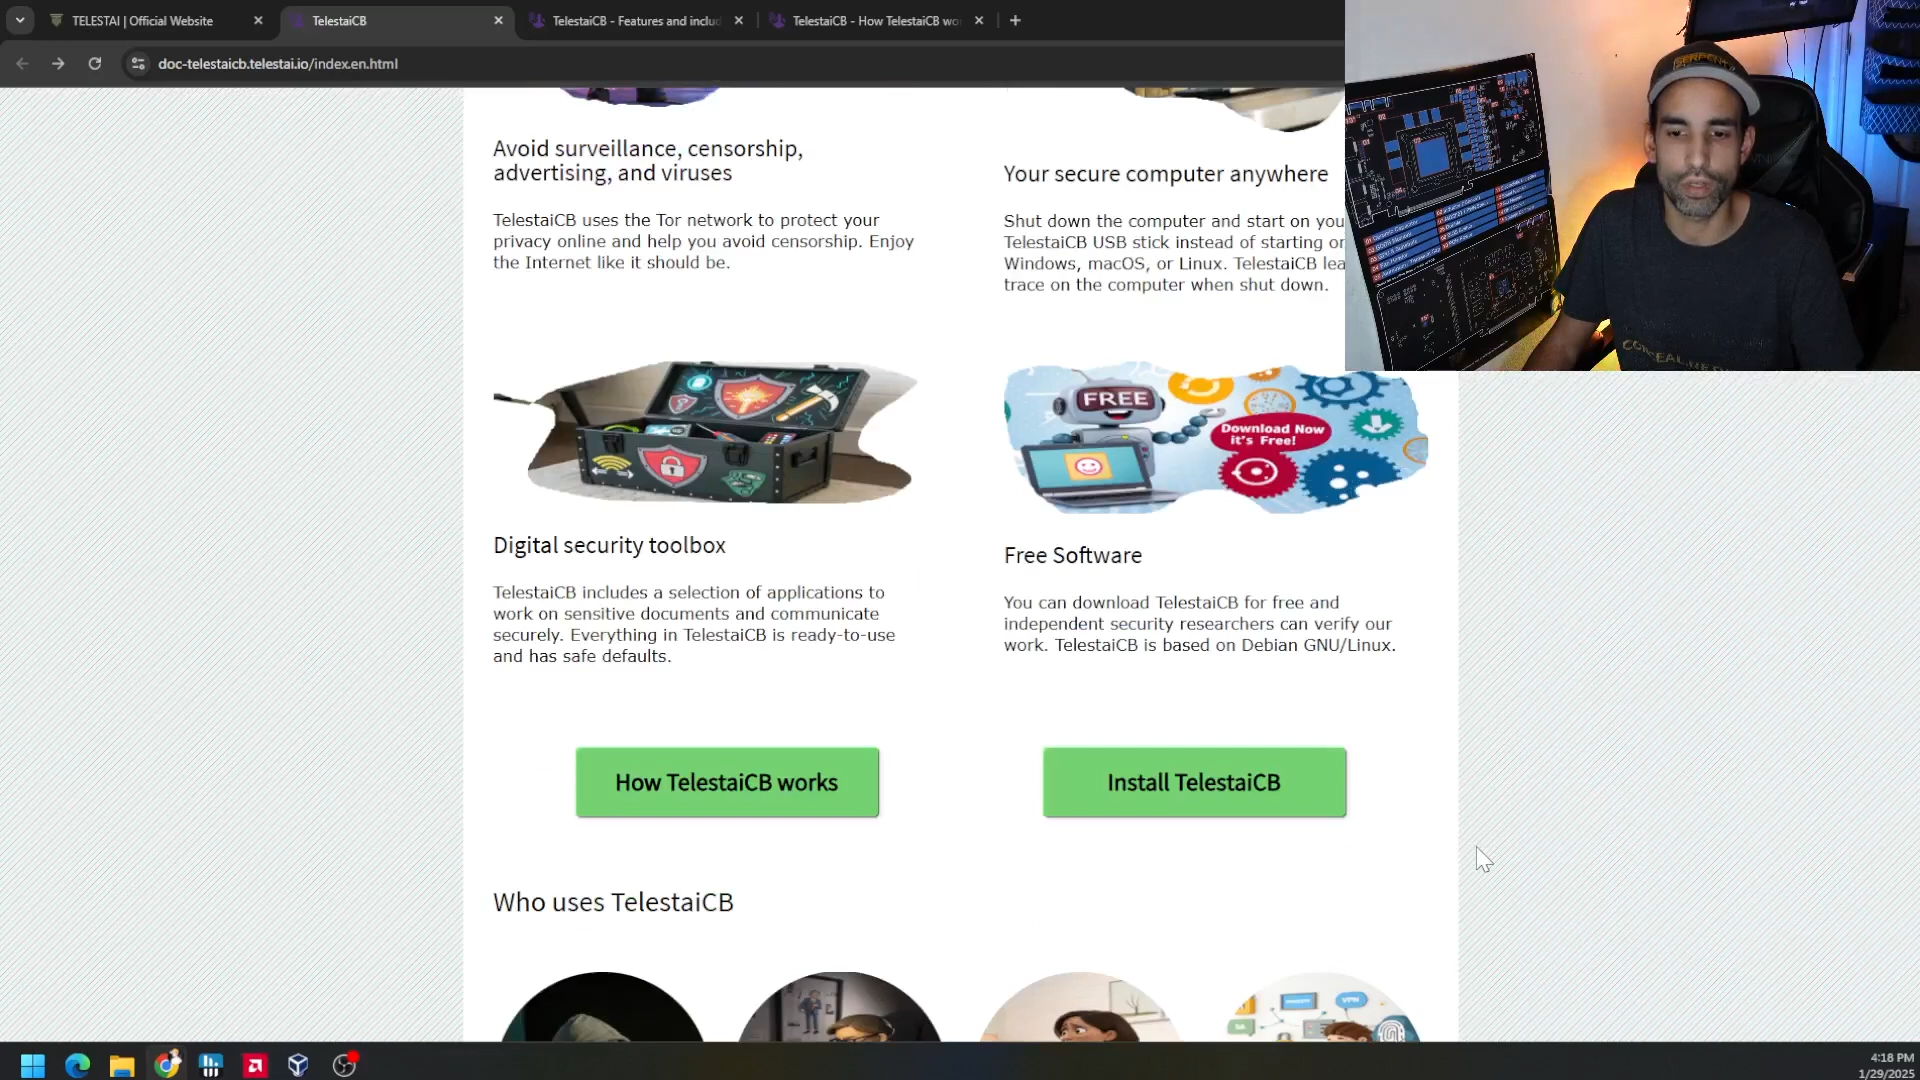 TELESTAI | Official Website
TelestaiCB
TelestaiCB - Features and inclu
TelestaiCB - How TelestaiCB wo
doc-telestaicb.telestai.io/index.en.html
SERPENT
Avoid surveillance, censorship,
advertising, and viruses
TelestaiCB uses the Tor network to protect your
privacy online and help you avoid censorship. Enjoy
the Internet like it should be.
Your secure computer anywhere
Shut down the computer and start on you
TelestaiCB USB stick instead of starting on
Windows, macOS, or Linux. TelestaiCB lea
trace on the computer when shut down.
FREE
Download Now
it's Free!
Digital security toolbox
TelestaiCB includes a selection of applications to
work on sensitive documents and communicate
securely. Everything in TelestaiCB is ready-to-use
and has safe defaults.
Free Software
You can download TelestaiCB for free and
independent security researchers can verify our
work. TelestaiCB is based on Debian GNU/Linux.
How TelestaiCB works
Install TelestaiCB
Who uses TelestaiCB
VPN
4:18 PM
1/29/2025